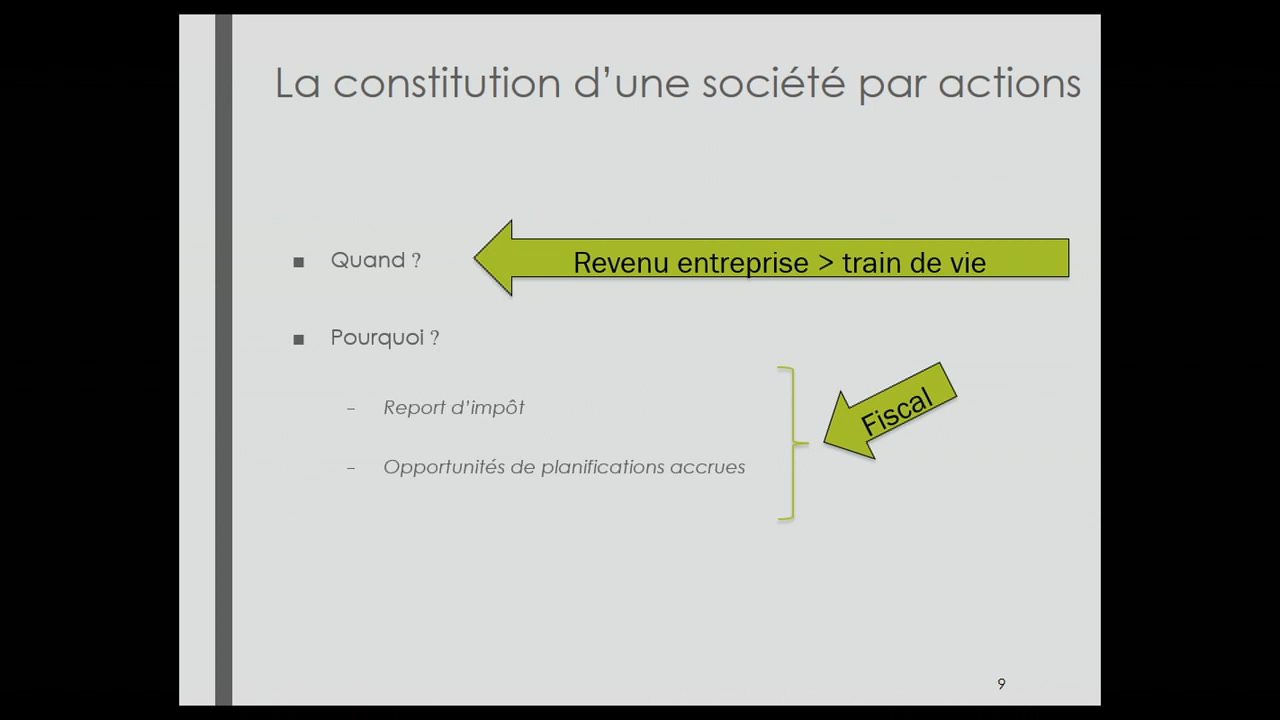 La constitution d’une société par actions
■ Quand ?
Revenu entreprise > train de vie
■ Pourquoi ?
– Report d’impôt
– Opportunités de planifications accrues
Fiscal
9